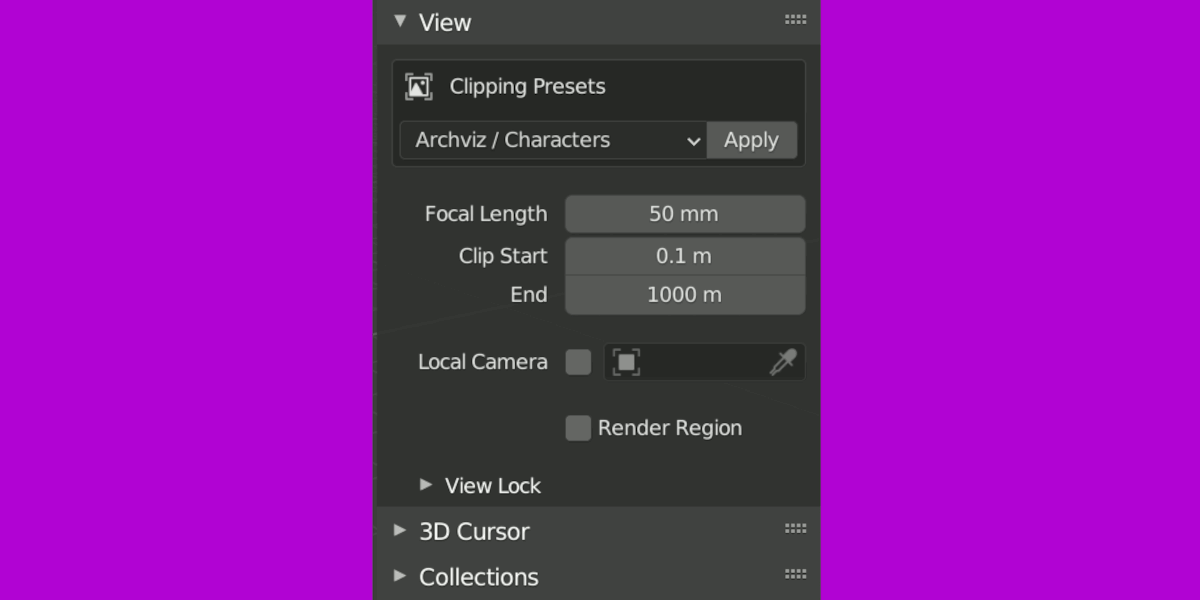 View
Clipping Presets
Archviz / Characters Apply
Focal Length 50 mm
Clip Start 0.1 m
End 1000 m
Local Camera
Render Region
View Lock
3D Cursor
Collections